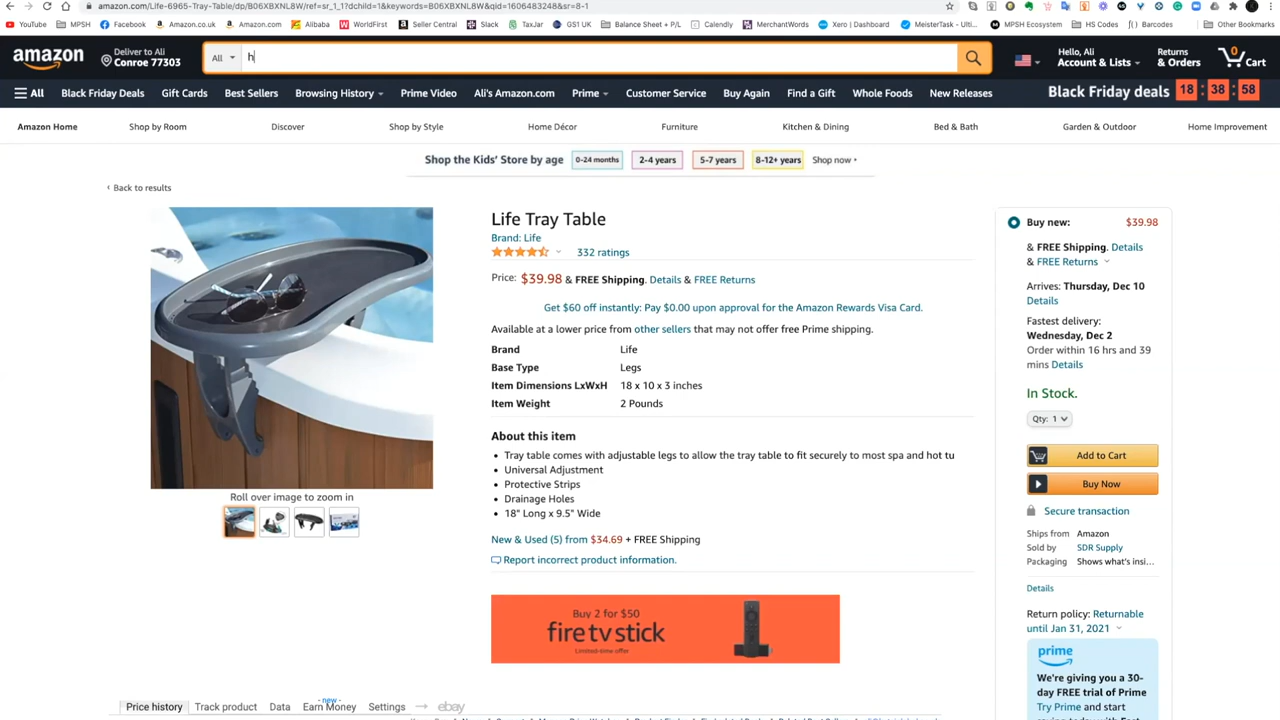 amazon.com/Life-6965-Tray-Table/dp/B06XBXNL8W/ref=sr_1_1?dchild=1&keywords=B06XBXNL8W&qid=1606483248&sr=8-1
YouTube MPSH Facebook Amazon.co.uk Amazon.com Alibaba WorldFirst Seller Central Slack TaxJar GS1 UK Balance Sheet + P/L Calendly MerchantWords Xero | Dashboard MeisterTask - Ulti... MPSH Ecosystem HS Codes Barcodes Other Bookmarks
amazon Deliver to Ali Conroe 77303 All h Hello, Ali Account & Lists Returns & Orders 0 Cart
All Black Friday Deals Gift Cards Best Sellers Browsing History Prime Video Ali's Amazon.com Prime Customer Service Buy Again Find a Gift Whole Foods New Releases Black Friday deals 18 : 38 : 58
Amazon Home Shop by Room Discover Shop by Style Home Décor Furniture Kitchen & Dining Bed & Bath Garden & Outdoor Home Improvement
Shop the Kids' Store by age 0-24 months 2-4 years 5-7 years 8-12+ years Shop now
‹ Back to results
Life Tray Table
Brand: Life
332 ratings
Price: $39.98 & FREE Shipping. Details & FREE Returns
Get $60 off instantly: Pay $0.00 upon approval for the Amazon Rewards Visa Card.
Available at a lower price from other sellers that may not offer free Prime shipping.
Brand Life
Base Type Legs
Item Dimensions LxWxH 18 x 10 x 3 inches
Item Weight 2 Pounds
About this item
• Tray table comes with adjustable legs to allow the tray table to fit securely to most spa and hot tu
• Universal Adjustment
• Protective Strips
• Drainage Holes
• 18" Long x 9.5" Wide
New & Used (5) from $34.69 + FREE Shipping
Report incorrect product information.
Roll over image to zoom in
Buy 2 for $50
fire tv stick
Limited-time offer
Buy new: $39.98
& FREE Shipping. Details
& FREE Returns
Arrives: Thursday, Dec 10
Details
Fastest delivery:
Wednesday, Dec 2
Order within 16 hrs and 39
mins Details
In Stock.
Qty: 1
Add to Cart
Buy Now
Secure transaction
Ships from Amazon
Sold by SDR Supply
Packaging Shows what's insi...
Details
Return policy: Returnable
until Jan 31, 2021
prime
We're giving you a 30-
day FREE trial of Prime
Try Prime and start
- new -
Price history Track product Data Earn Money Settings ebay